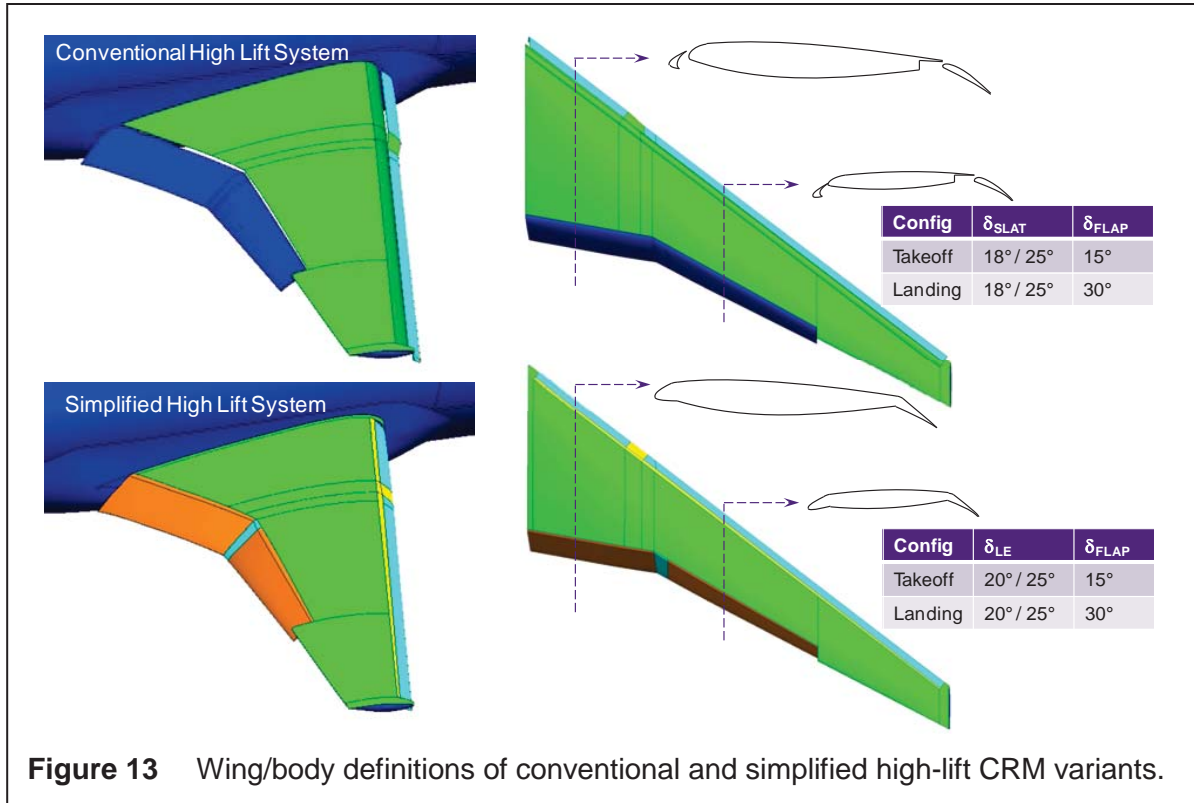 Conventional High Lift System
Config δSLAT δFLAP
Takeoff 18°/ 25° 15°
Landing 18°/ 25° 30°
Simplified High Lift System
Config δLE δFLAP
Takeoff 20°/ 25° 15°
Landing 20°/ 25° 30°
Figure 13 Wing/body definitions of conventional and simplified high-lift CRM variants.